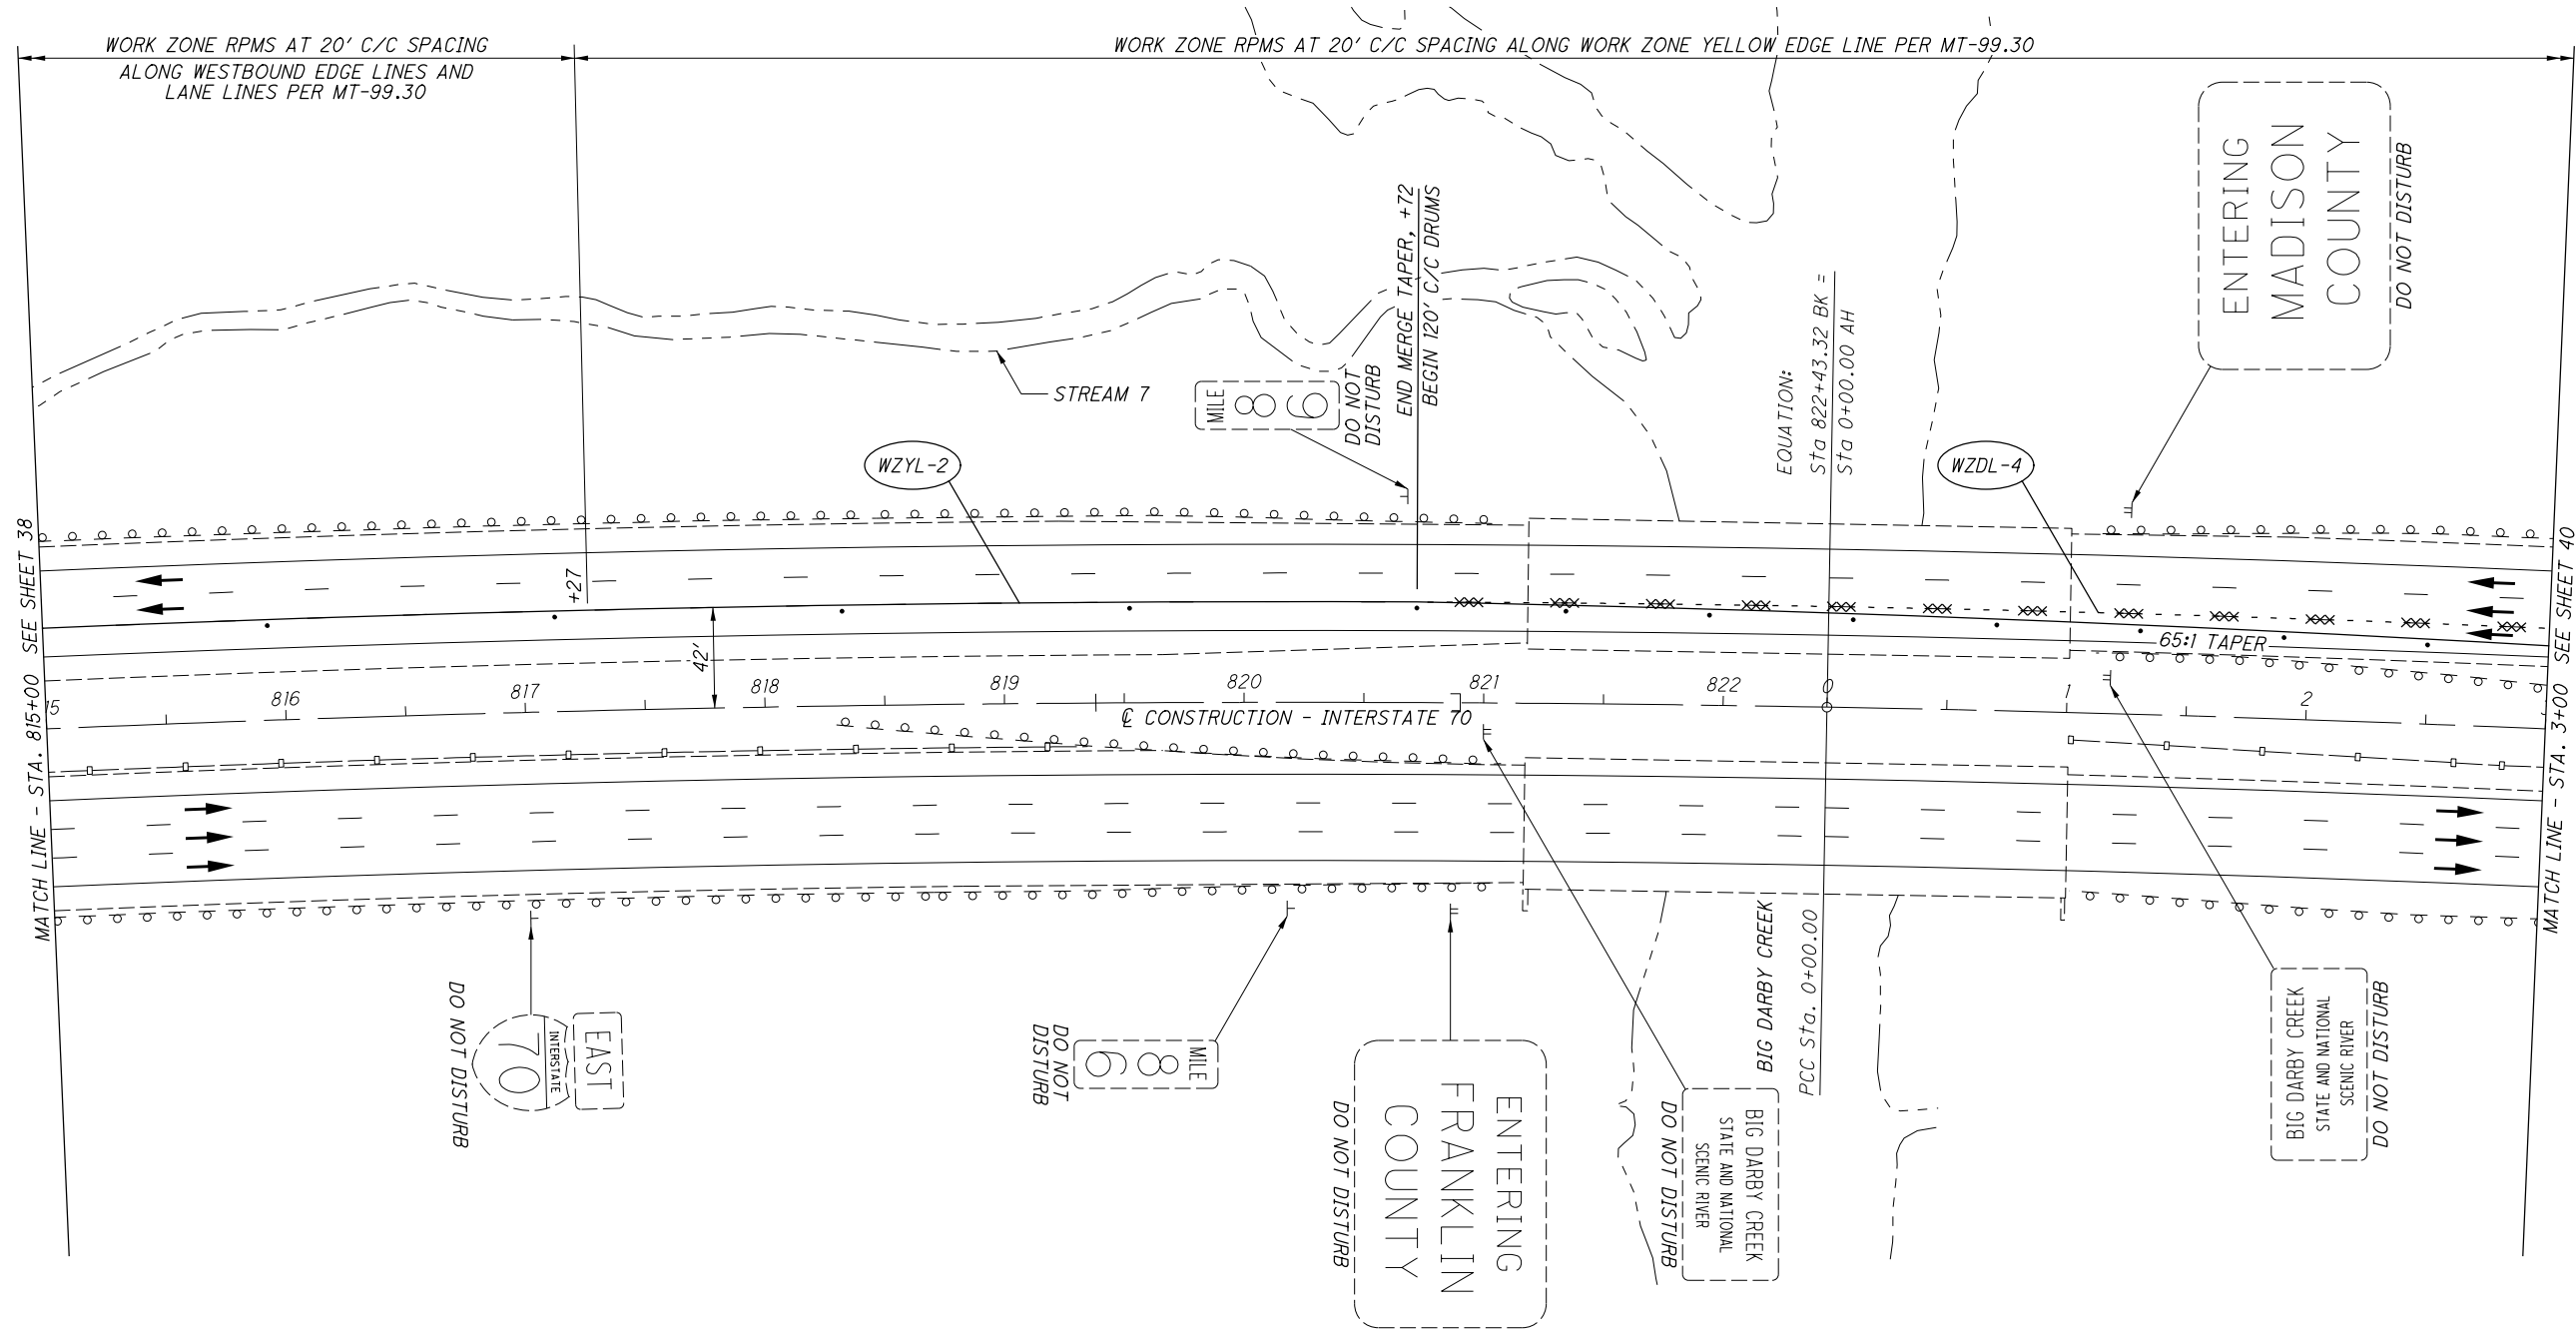 WORK ZONE RPMS AT 20' C/C SPACING
ALONG WESTBOUND EDGE LINES AND
LANE LINES PER MT-99.30
WORK ZONE RPMS AT 20' C/C SPACING ALONG WORK ZONE YELLOW EDGE LINE PER MT-99.30
ENTERING
MADISON
COUNTY
DO NOT DISTURB
STREAM 7
MILE
89
DO NOT
DISTURB
END MERGE TAPER, +72
BEGIN 120' C/C DRUMS
EQUATION:
Sta 822+43.32 BK =
Sta 0+00.00 AH
WZYL-2
WZDL-4
MATCH LINE - STA. 815+00 SEE SHEET 38
MATCH LINE - STA. 3+00 SEE SHEET 40
+27
42'
65:1 TAPER
15
816
817
818
819
820
821
822
0
1
2
℄ CONSTRUCTION - INTERSTATE 70
BIG DARBY CREEK
PCC Sta. 0+00.00
EAST
INTERSTATE
70
DO NOT DISTURB
MILE
89
DO NOT
DISTURB
ENTERING
FRANKLIN
COUNTY
DO NOT DISTURB
BIG DARBY CREEK
STATE AND NATIONAL
SCENIC RIVER
DO NOT DISTURB
BIG DARBY CREEK
STATE AND NATIONAL
SCENIC RIVER
DO NOT DISTURB